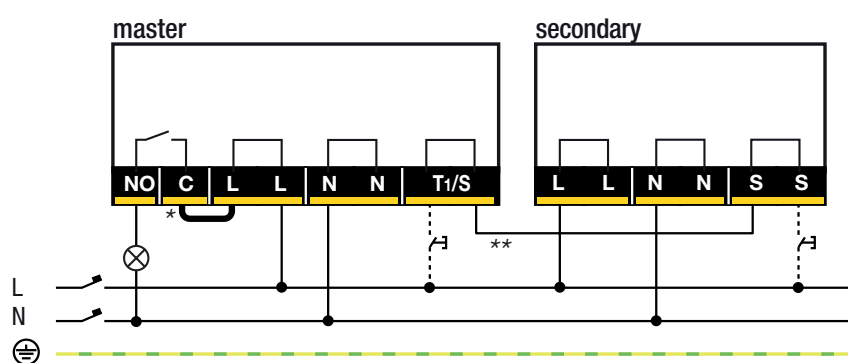 master
secondary
NO C L L N N T1/S
L L N N S S
*
**
L
N